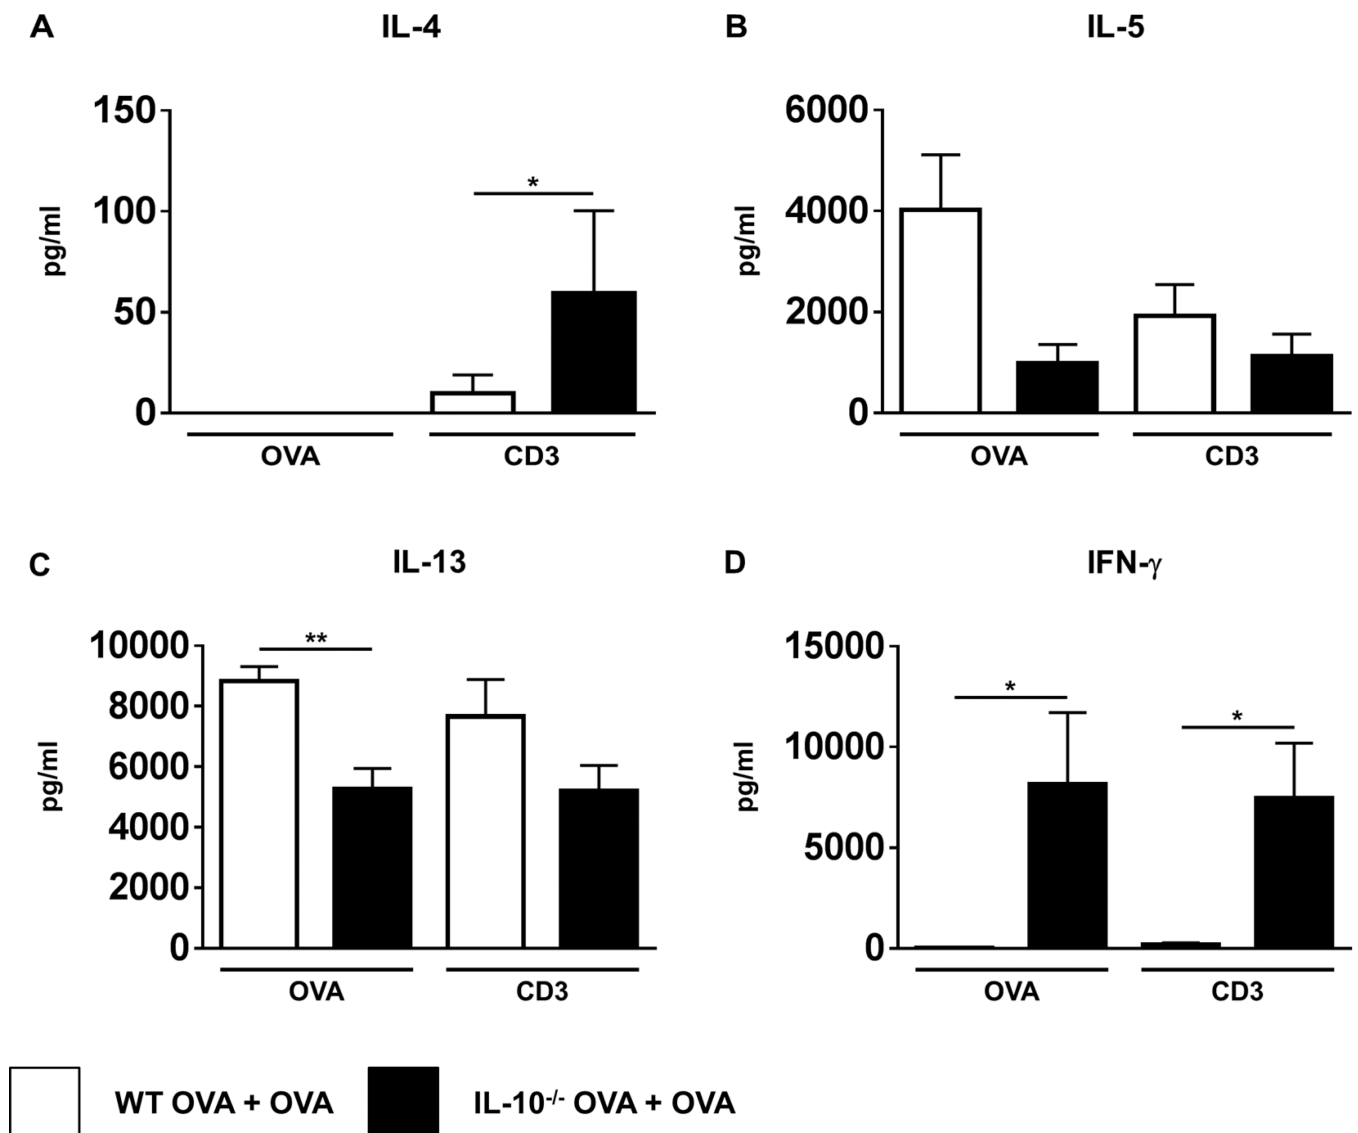 A IL-4
150
100
50
0
pg/ml
*
OVA CD3
B IL-5
6000
4000
2000
0
pg/ml
OVA CD3
C IL-13
10000
8000
6000
4000
2000
0
pg/ml
**
OVA CD3
D IFN-γ
15000
10000
5000
0
pg/ml
*
*
OVA CD3
WT OVA + OVA IL-10-/- OVA + OVA